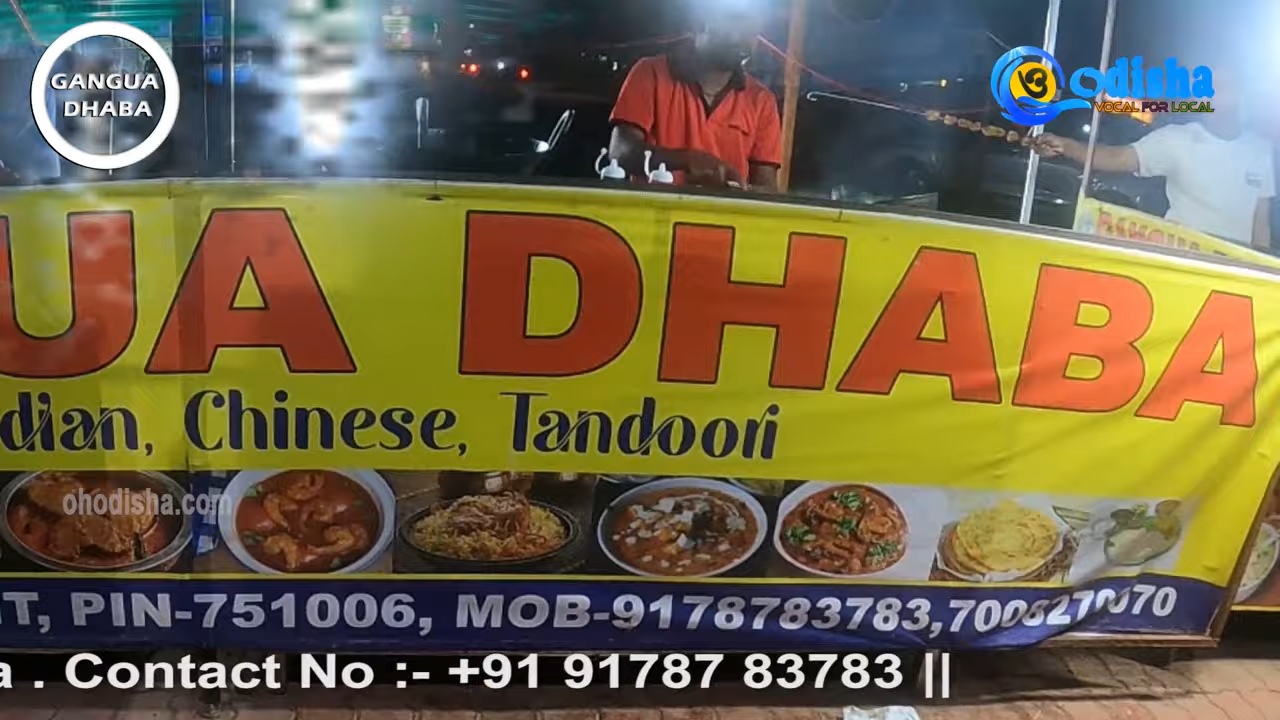 GANGUA
DHABA
ଓ odisha
VOCAL FOR LOCAL
UA DHABA
dian, Chinese, Tandoori
ohodisha.com
T, PIN-751006, MOB-9178783783,
a . Contact No :- +91 91787 83783 ||